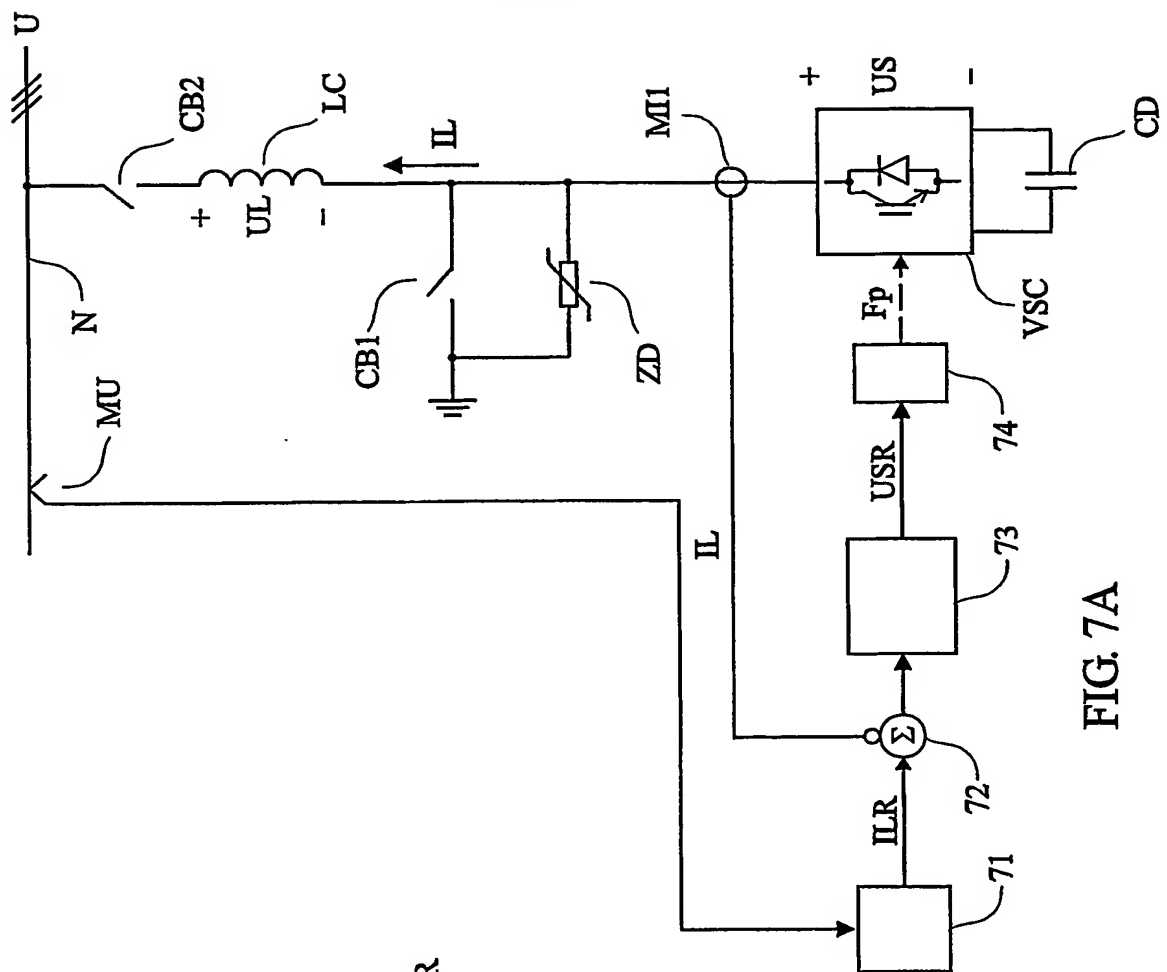 U
CB2
LC
N
MU
+
UL
-
IL
CB1
ZD
MI1
+
US
-
CD
VSC
Fp
74
USR
73
IL
Σ
72
ILR
71
R
FIG. 7A